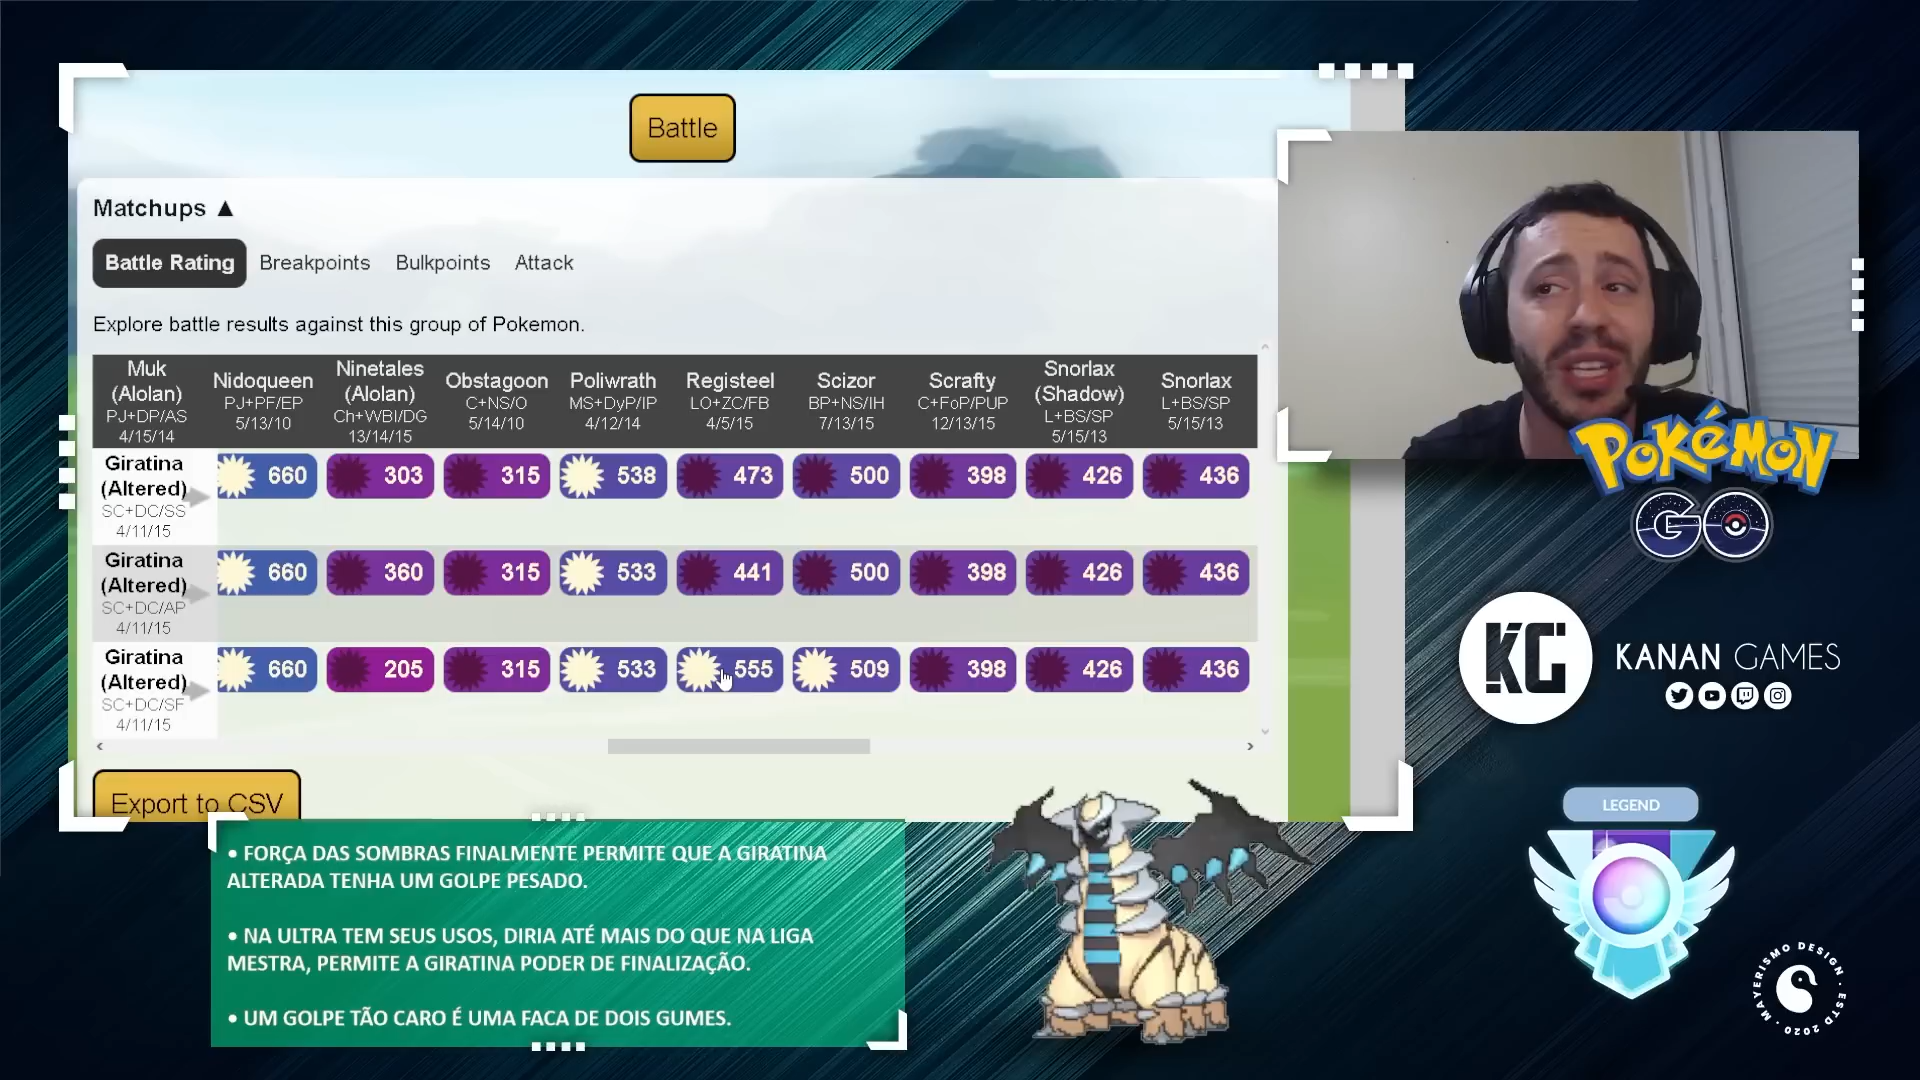 Battle
Matchups ▲
Battle Rating Breakpoints Bulkpoints Attack
Explore battle results against this group of Pokemon.
Muk (Alolan) PJ+DP/AS 4/15/14
Nidoqueen PJ+PF/EP 5/13/10
Ninetales (Alolan) Ch+WBI/DG 13/14/15
Obstagoon C+NS/O 5/14/10
Poliwrath MS+DyP/IP 4/12/14
Registeel LO+ZC/FB 4/5/15
Scizor BP+NS/IH 7/13/15
Scrafty C+FoP/PUP 12/13/15
Snorlax (Shadow) L+BS/SP 5/15/13
Snorlax L+BS/SP 5/15/13
Giratina (Altered) SC+DC/SS 4/11/15
660 303 315 538 473 500 398 426 436
Giratina (Altered) SC+DC/AP 4/11/15
660 360 315 533 441 500 398 426 436
Giratina (Altered) SC+DC/SF 4/11/15
660 205 315 533 555 509 398 426 436
Export to CSV
• FORÇA DAS SOMBRAS FINALMENTE PERMITE QUE A GIRATINA
ALTERADA TENHA UM GOLPE PESADO.
• NA ULTRA TEM SEUS USOS, DIRIA ATÉ MAIS DO QUE NA LIGA
MESTRA, PERMITE A GIRATINA PODER DE FINALIZAÇÃO.
• UM GOLPE TÃO CARO É UMA FACA DE DOIS GUMES.
POKéMON
GO
KG
KANAN GAMES
LEGEND
MAYERISMO DESIGN · ESTD 2020 ·